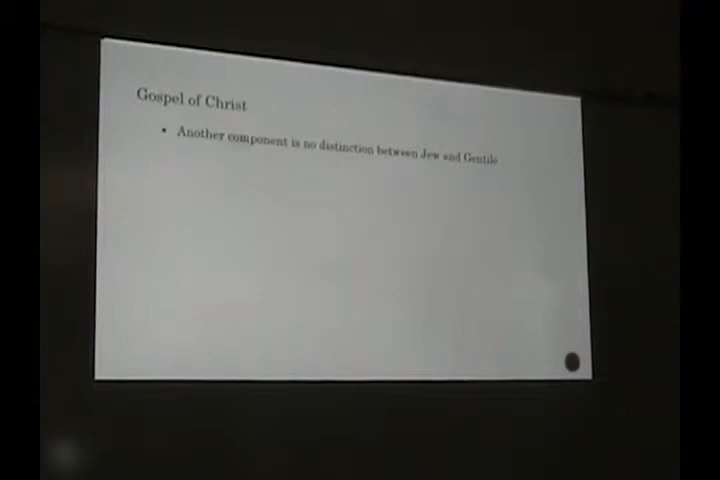 Gospel of Christ
• Another component is no distinction between Jew and Gentile